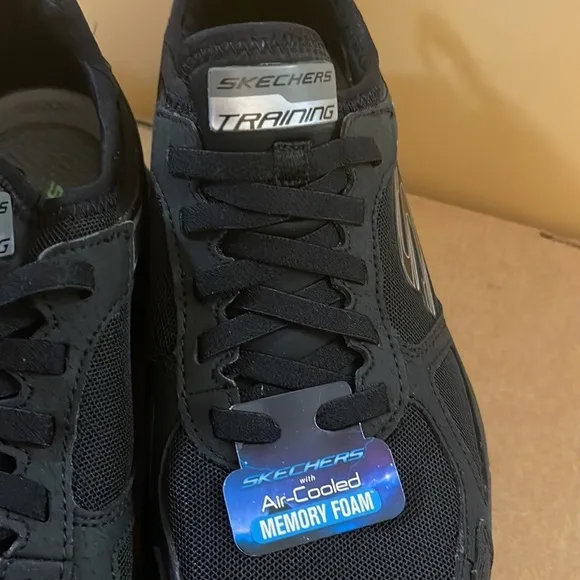 SKECHERS
TRAINING
SKECHERS
with
Air-Cooled
MEMORY FOAM